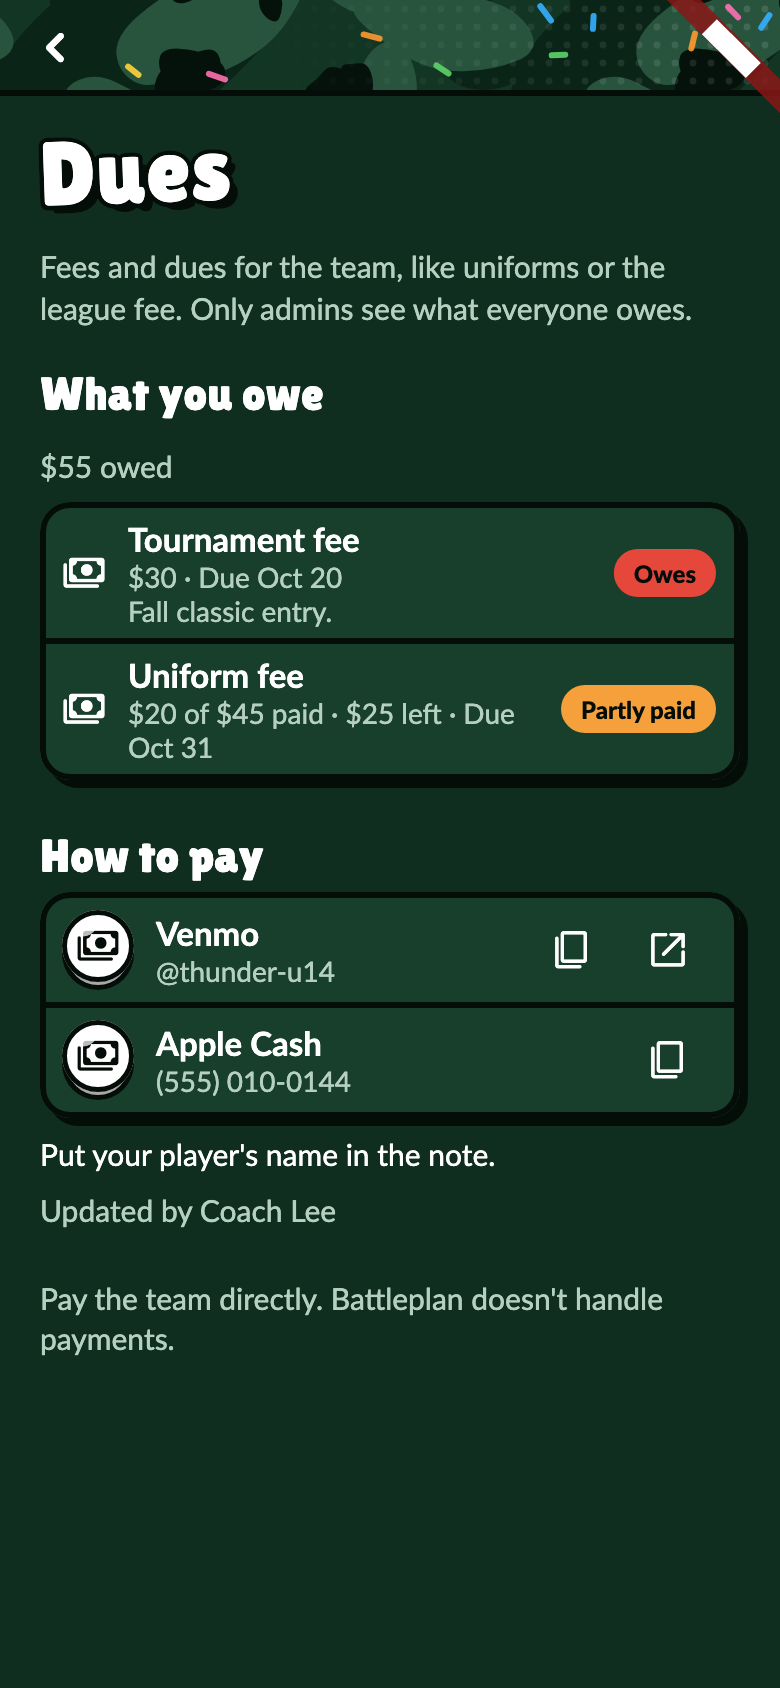 Dues
Fees and dues for the team, like uniforms or the
league fee. Only admins see what everyone owes.
What you owe
$55 owed
Tournament fee
$30 · Due Oct 20
Fall classic entry.
Owes
Uniform fee
$20 of $45 paid · $25 left · Due
Oct 31
Partly paid
How to pay
Venmo
@thunder-u14
Apple Cash
(555) 010-0144
Put your player's name in the note.
Updated by Coach Lee
Pay the team directly. Battleplan doesn't handle
payments.